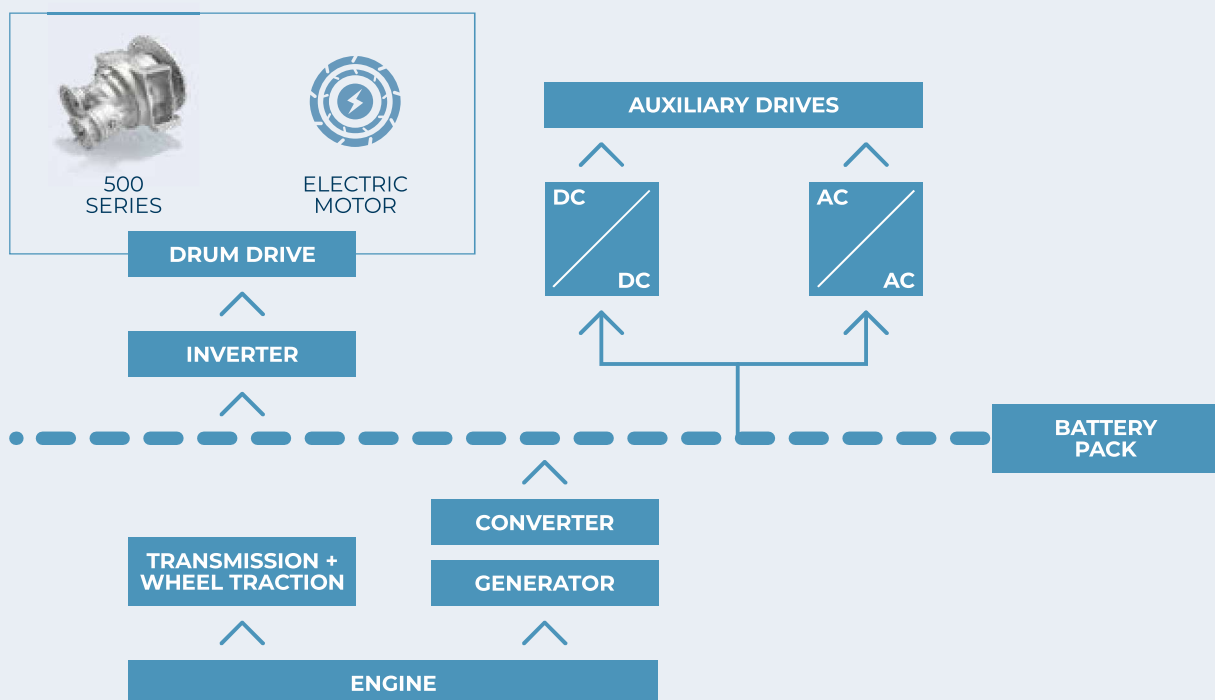 500
SERIES
ELECTRIC
MOTOR
DRUM DRIVE
INVERTER
AUXILIARY DRIVES
DC
DC
AC
AC
BATTERY
PACK
CONVERTER
GENERATOR
TRANSMISSION +
WHEEL TRACTION
ENGINE